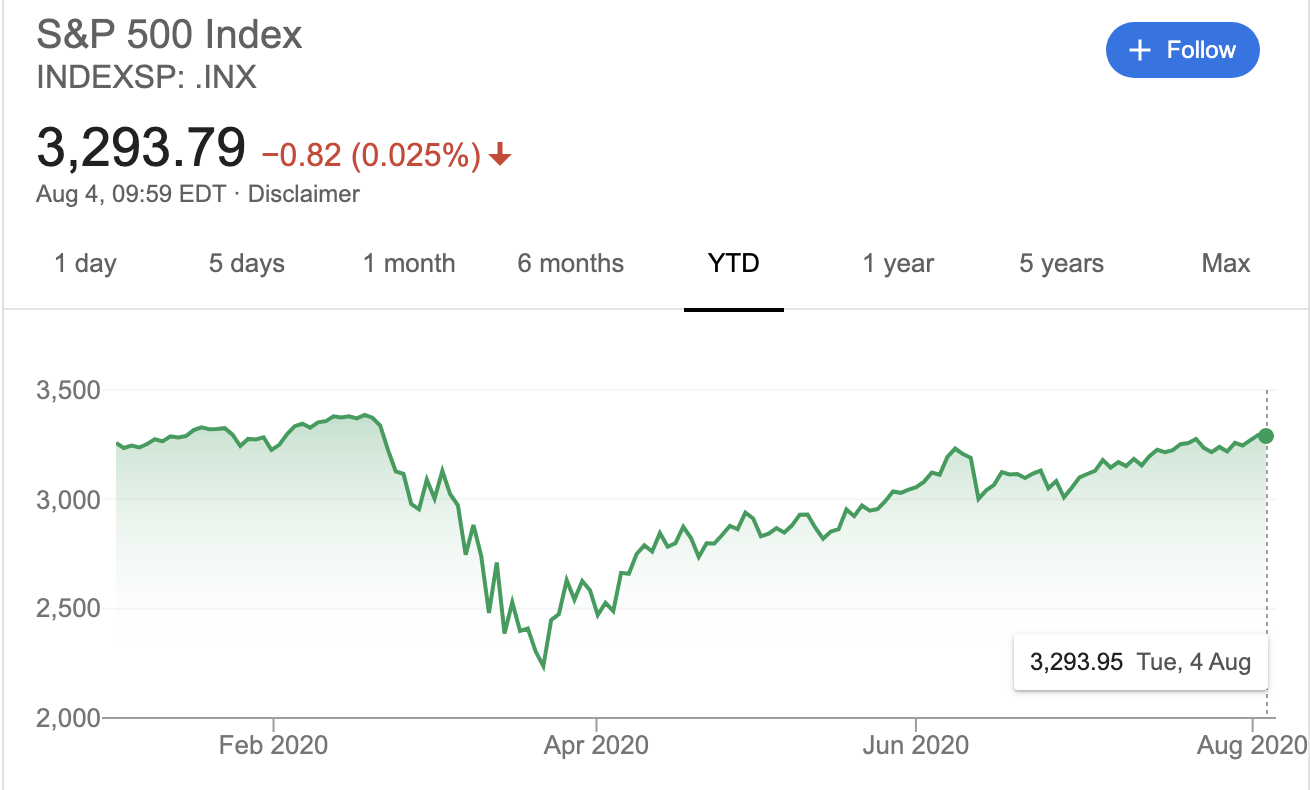 S&P 500 Index
INDEXSP: .INX
+ Follow
3,293.79 −0.82 (0.025%) ↓
Aug 4, 09:59 EDT · Disclaimer
1 day 5 days 1 month 6 months YTD 1 year 5 years Max
3,500
3,000
2,500
3,293.95 Tue, 4 Aug
2,000
Feb 2020 Apr 2020 Jun 2020 Aug 2020